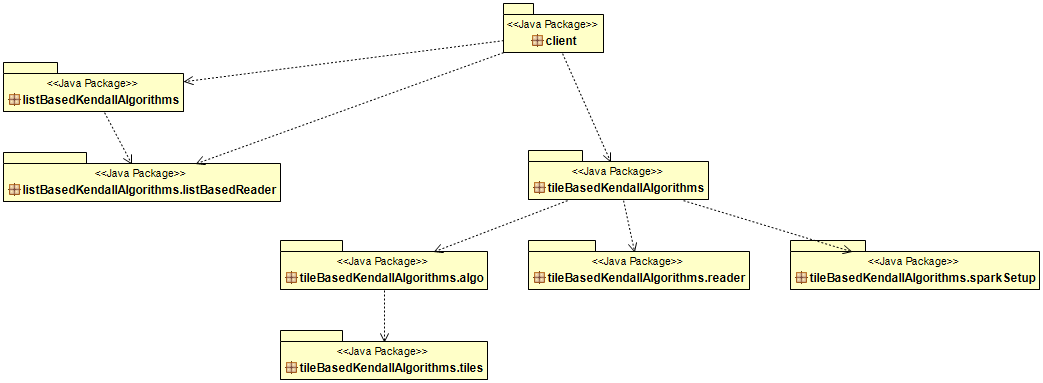 <<Java Package>>
client
<<Java Package>>
listBasedKendallAlgorithms
<<Java Package>>
listBasedKendallAlgorithms.listBasedReader
<<Java Package>>
tileBasedKendallAlgorithms
<<Java Package>>
tileBasedKendallAlgorithms.algo
<<Java Package>>
tileBasedKendallAlgorithms.reader
<<Java Package>>
tileBasedKendallAlgorithms.sparkSetup
<<Java Package>>
tileBasedKendallAlgorithms.tiles